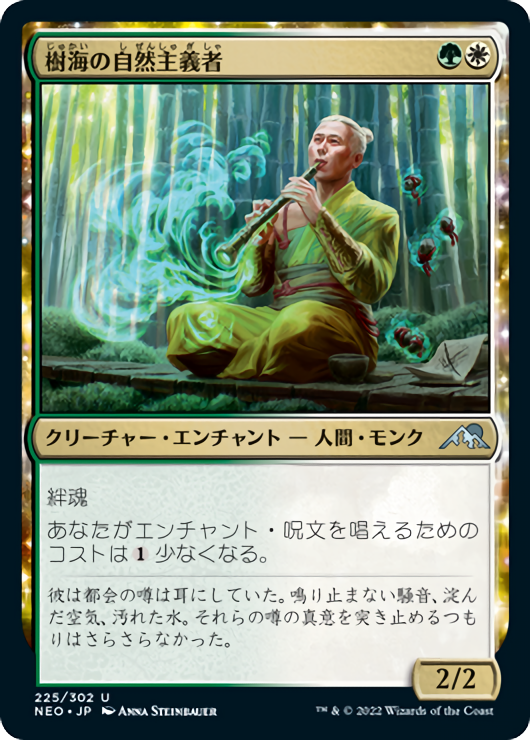 じゅかい しぜんしゅぎしゃ
樹海の自然主義者
クリーチャー・エンチャント — 人間・モンク
絆魂
あなたがエンチャント・呪文を唱えるための
コストは 1 少なくなる。
彼は都会の噂は耳にしていた。鳴り止まない騒音、淀ん
だ空気、汚れた水。それらの噂の真意を突き止めるつも
りはさらさらなかった。
2/2
225/302 U
NEO • JP Anna Steinbauer
™ & © 2022 Wizards of the Coast